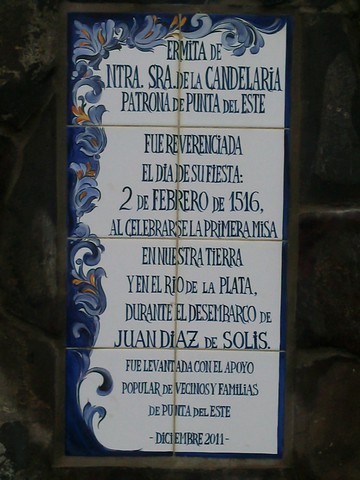 ERMITA DE
NTRA. SRA. DE LA CANDELARIA
PATRONA DE PUNTA DEL ESTE
FUE REVERENCIADA
EL DIA DE SU FIESTA:
2 DE FEBRERO DE 1516,
AL CELEBRARSE LA PRIMERA MISA
EN NUESTRA TIERRA
Y EN EL RIO DE LA PLATA,
DURANTE EL DESEMBARCO DE
JUAN DIAZ DE SOLIS.
FUE LEVANTADA CON EL APOYO
POPULAR DE VECINOS Y FAMILIAS
DE PUNTA DEL ESTE
- DICIEMBRE 2011 -